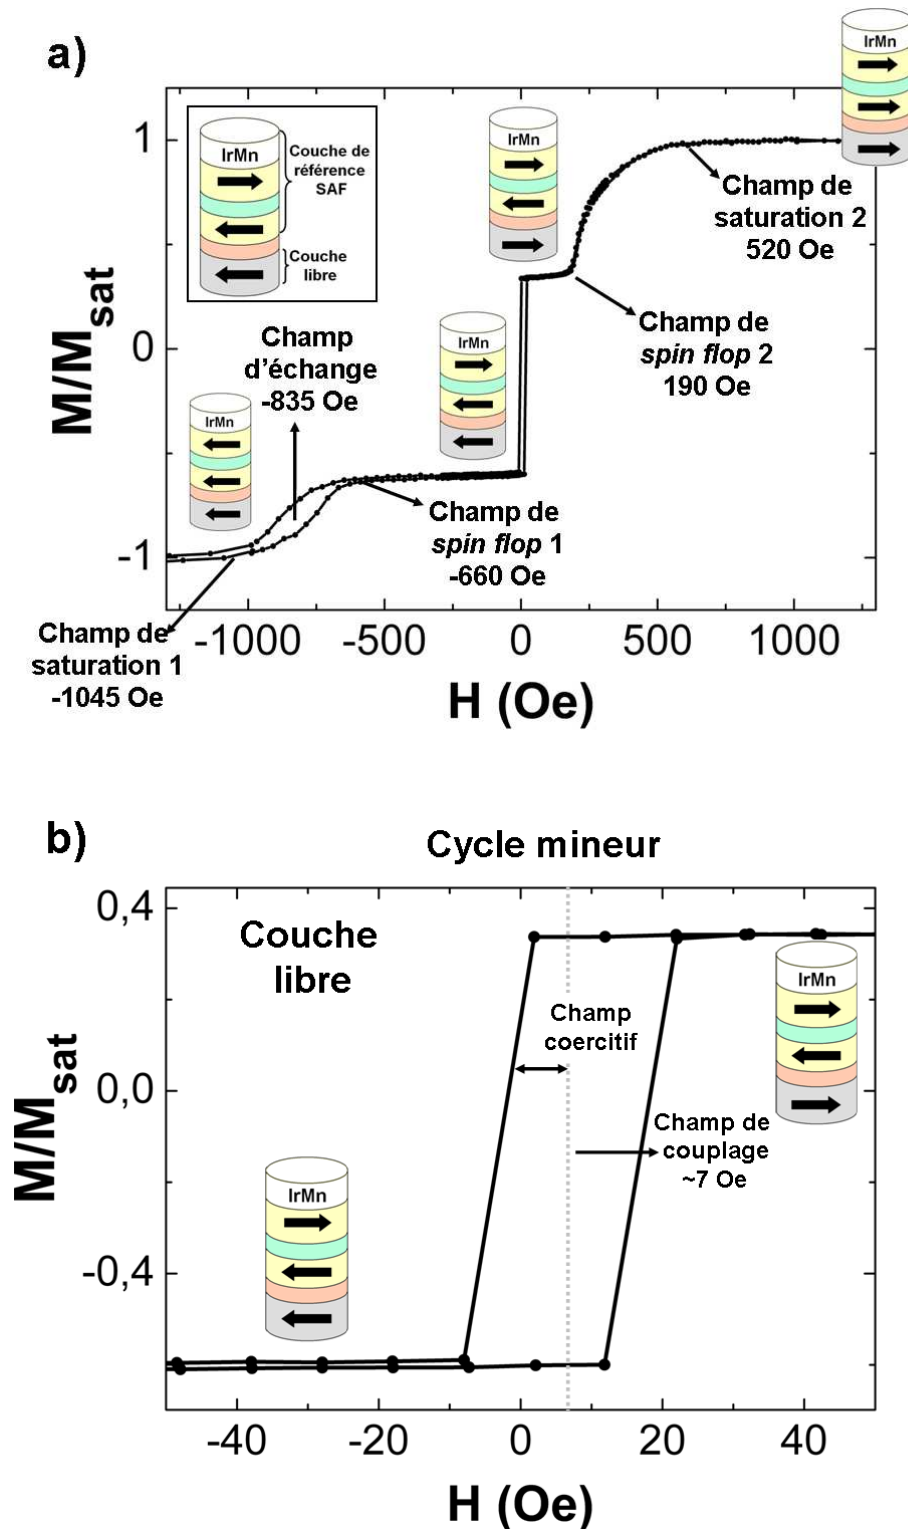 a)
IrMn
IrMn
Couche de
référence
SAF
IrMn
Couche
libre
Champ de
saturation 2
520 Oe
Champ de
spin flop 2
190 Oe
Champ
d'échange
-835 Oe
IrMn
IrMn
Champ de
spin flop 1
-660 Oe
Champ de
saturation 1
-1045 Oe
1
0
-1
M/Msat
-1000 -500 0 500 1000
H (Oe)
b)
Cycle mineur
Couche
libre
IrMn
Champ
coercitif
Champ de
couplage
~7 Oe
IrMn
0,4
0,0
-0,4
M/Msat
-40 -20 0 20 40
H (Oe)